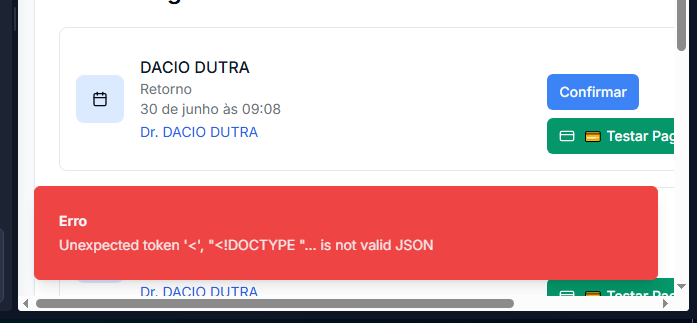 DACIO DUTRA
Retorno
30 de junho às 09:08
Dr. DACIO DUTRA
Confirmar
💳 Testar Pag
Erro
Unexpected token '<', "<!DOCTYPE "... is not valid JSON
Dr. DACIO DUTRA
💳 Testar Pag